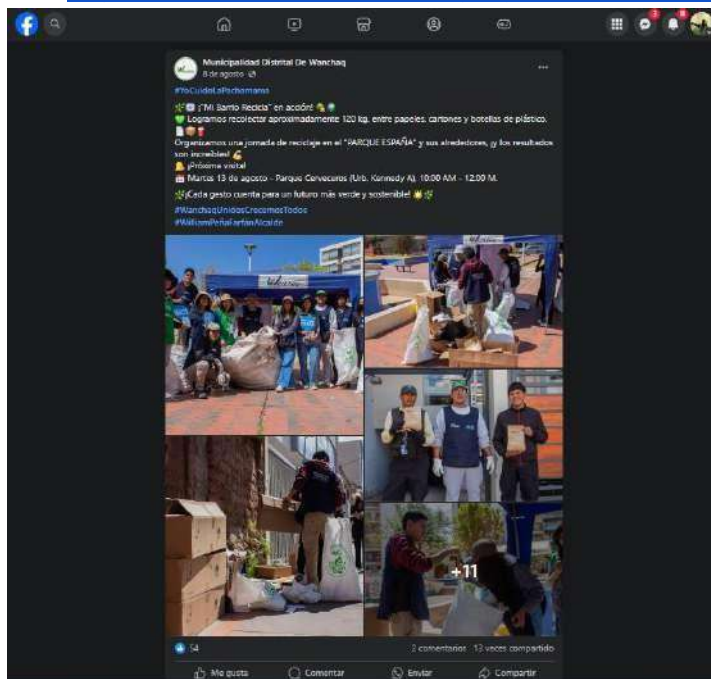 Municipalidad Distrital De Wanchaq
8 de agosto
#YoCuidoLaPachamama
¡"Mi Barrio Recicla" en acción!
Logramos recolectar aproximadamente 120 kg. entre papeles, cartones y botellas de plástico.
Organizamos una jornada de reciclaje en el "PARQUE ESPAÑA" y sus alrededores, ¡y los resultados
son increíbles!
¡Próxima visita!
Martes 13 de agosto - Parque Cerveceros (Urb. Kennedy A), 10:00 AM - 12:00 M.
¡Cada gesto cuenta para un futuro más verde y sostenible!
#WanchaqUnidosCrecemosTodos
#WilliamPeñaFarfánAlcalde
+11
54
comentarios 13 veces compartido
Me gusta Comentar Enviar Compartir